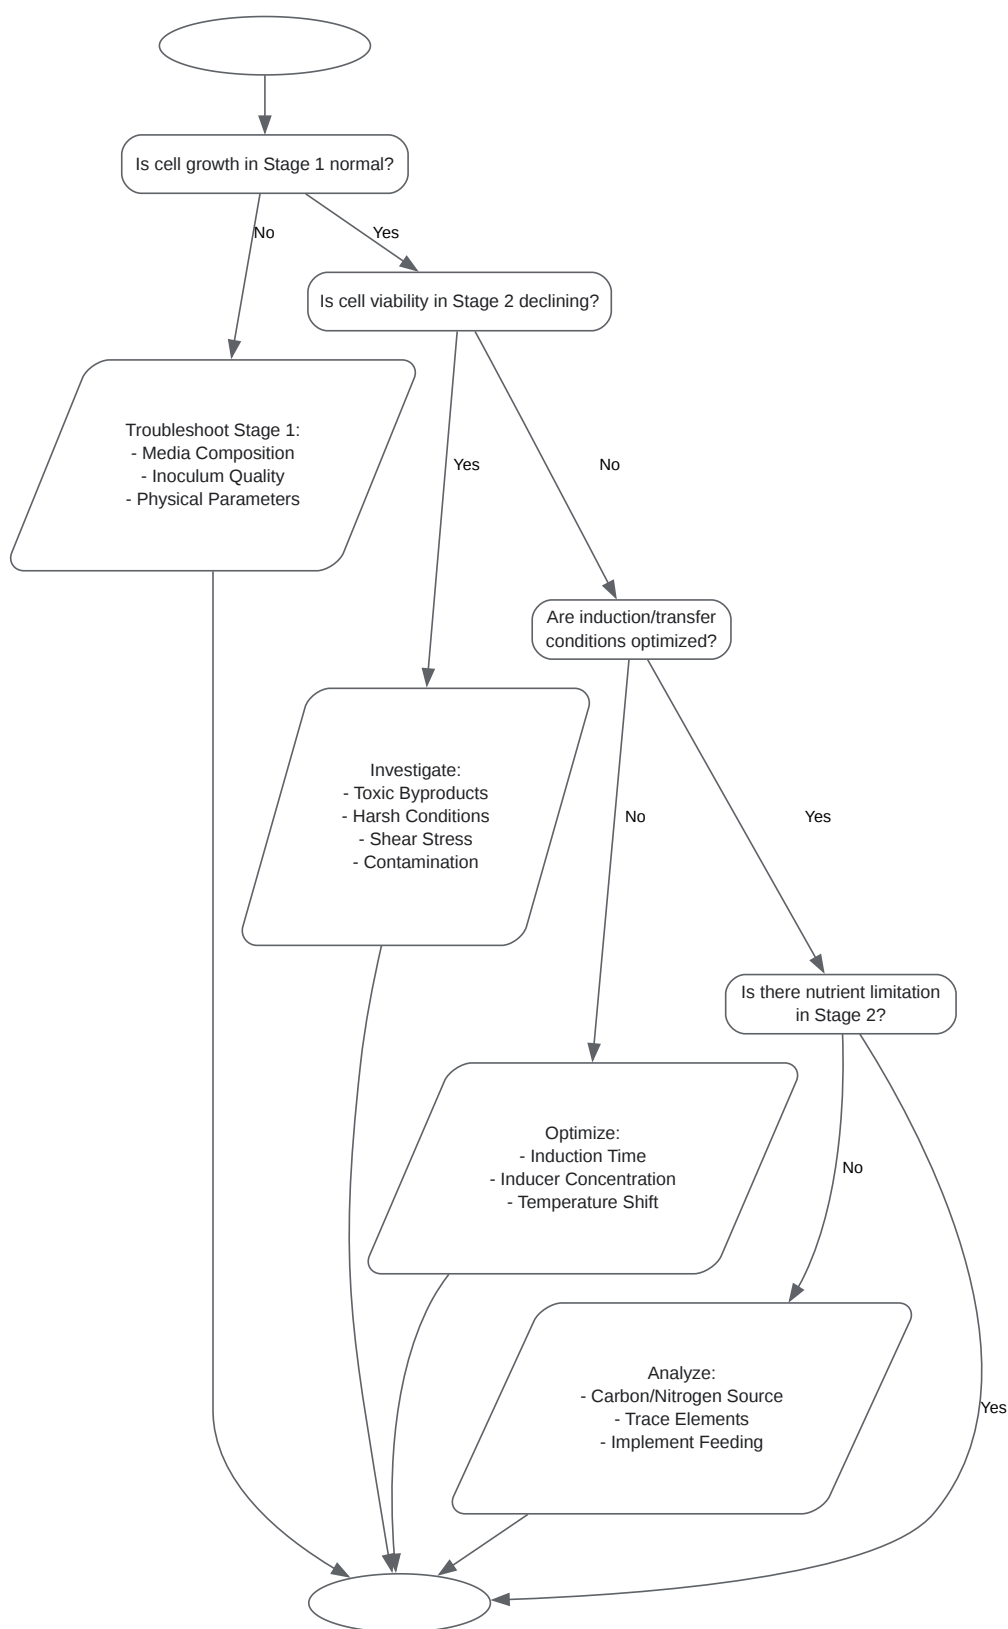 Is cell growth in Stage 1 normal?
No
Yes
Is cell viability in Stage 2 declining?
Troubleshoot Stage 1:
- Media Composition
- Inoculum Quality
- Physical Parameters
Yes
No
Are induction/transfer
conditions optimized?
Investigate:
- Toxic Byproducts
- Harsh Conditions
- Shear Stress
- Contamination
No
Yes
Is there nutrient limitation
in Stage 2?
Optimize:
- Induction Time
- Inducer Concentration
- Temperature Shift
No
Analyze:
- Carbon/Nitrogen Source
- Trace Elements
- Implement Feeding
Yes